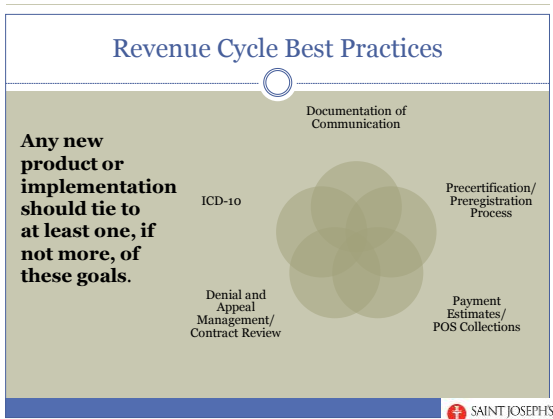 Revenue Cycle Best Practices
Any new
product or
implementation
should tie to
at least one, if
not more, of
these goals.
Documentation of
Communication
Precertification/
Preregistration
Process
Payment
Estimates/
POS Collections
Denial and
Appeal
Management/
Contract Review
ICD-10
SAINT JOSEPH'S